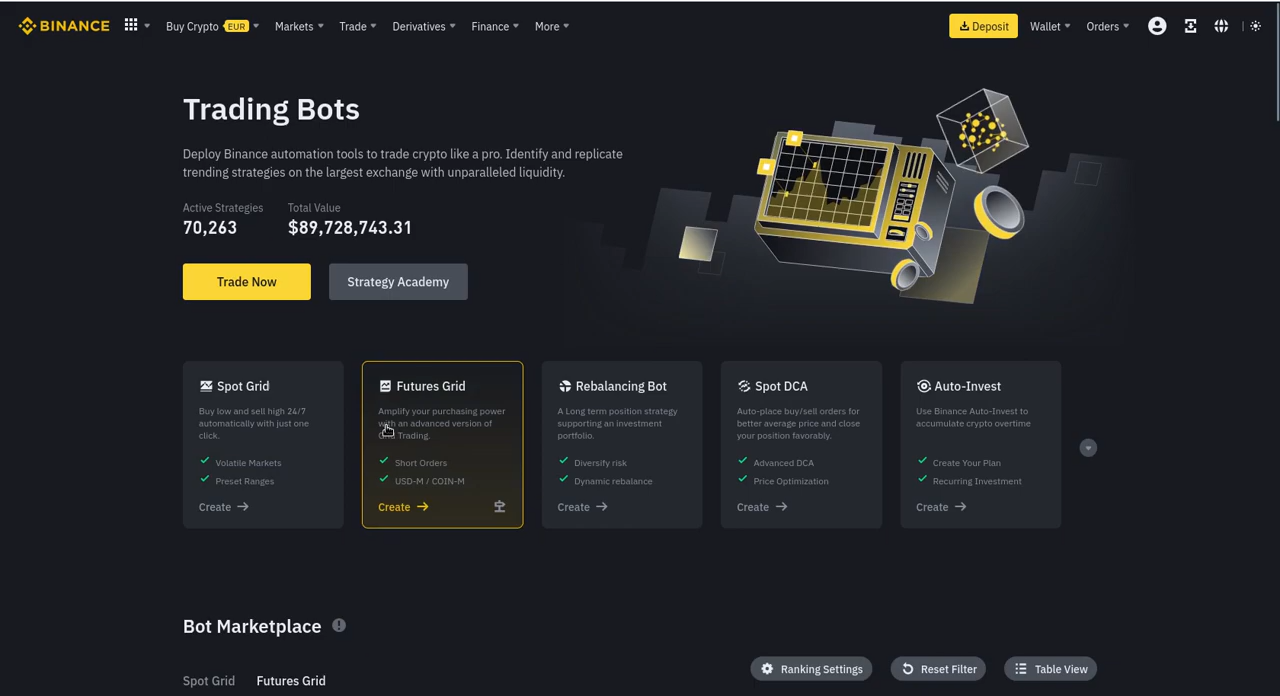 BINANCE
Buy Crypto EUR Markets Trade Derivatives Finance More
Deposit Wallet Orders
Trading Bots
Deploy Binance automation tools to trade crypto like a pro. Identify and replicate
trending strategies on the largest exchange with unparalleled liquidity.
Active Strategies Total Value
70,263 $89,728,743.31
Trade Now Strategy Academy
Spot Grid
Buy low and sell high 24/7
automatically with just one
click.
Volatile Markets
Preset Ranges
Create
Futures Grid
Amplify your purchasing power
with an advanced version of
Trading.
Short Orders
USD-M / COIN-M
Create
Rebalancing Bot
A Long term position strategy
supporting an investment
portfolio.
Diversify risk
Dynamic rebalance
Create
Spot DCA
Auto-place buy/sell orders for
better average price and close
your position favorably.
Advanced DCA
Price Optimization
Create
Auto-Invest
Use Binance Auto-Invest to
accumulate crypto overtime
Create Your Plan
Recurring Investment
Create
Bot Marketplace
Ranking Settings Reset Filter Table View
Spot Grid Futures Grid